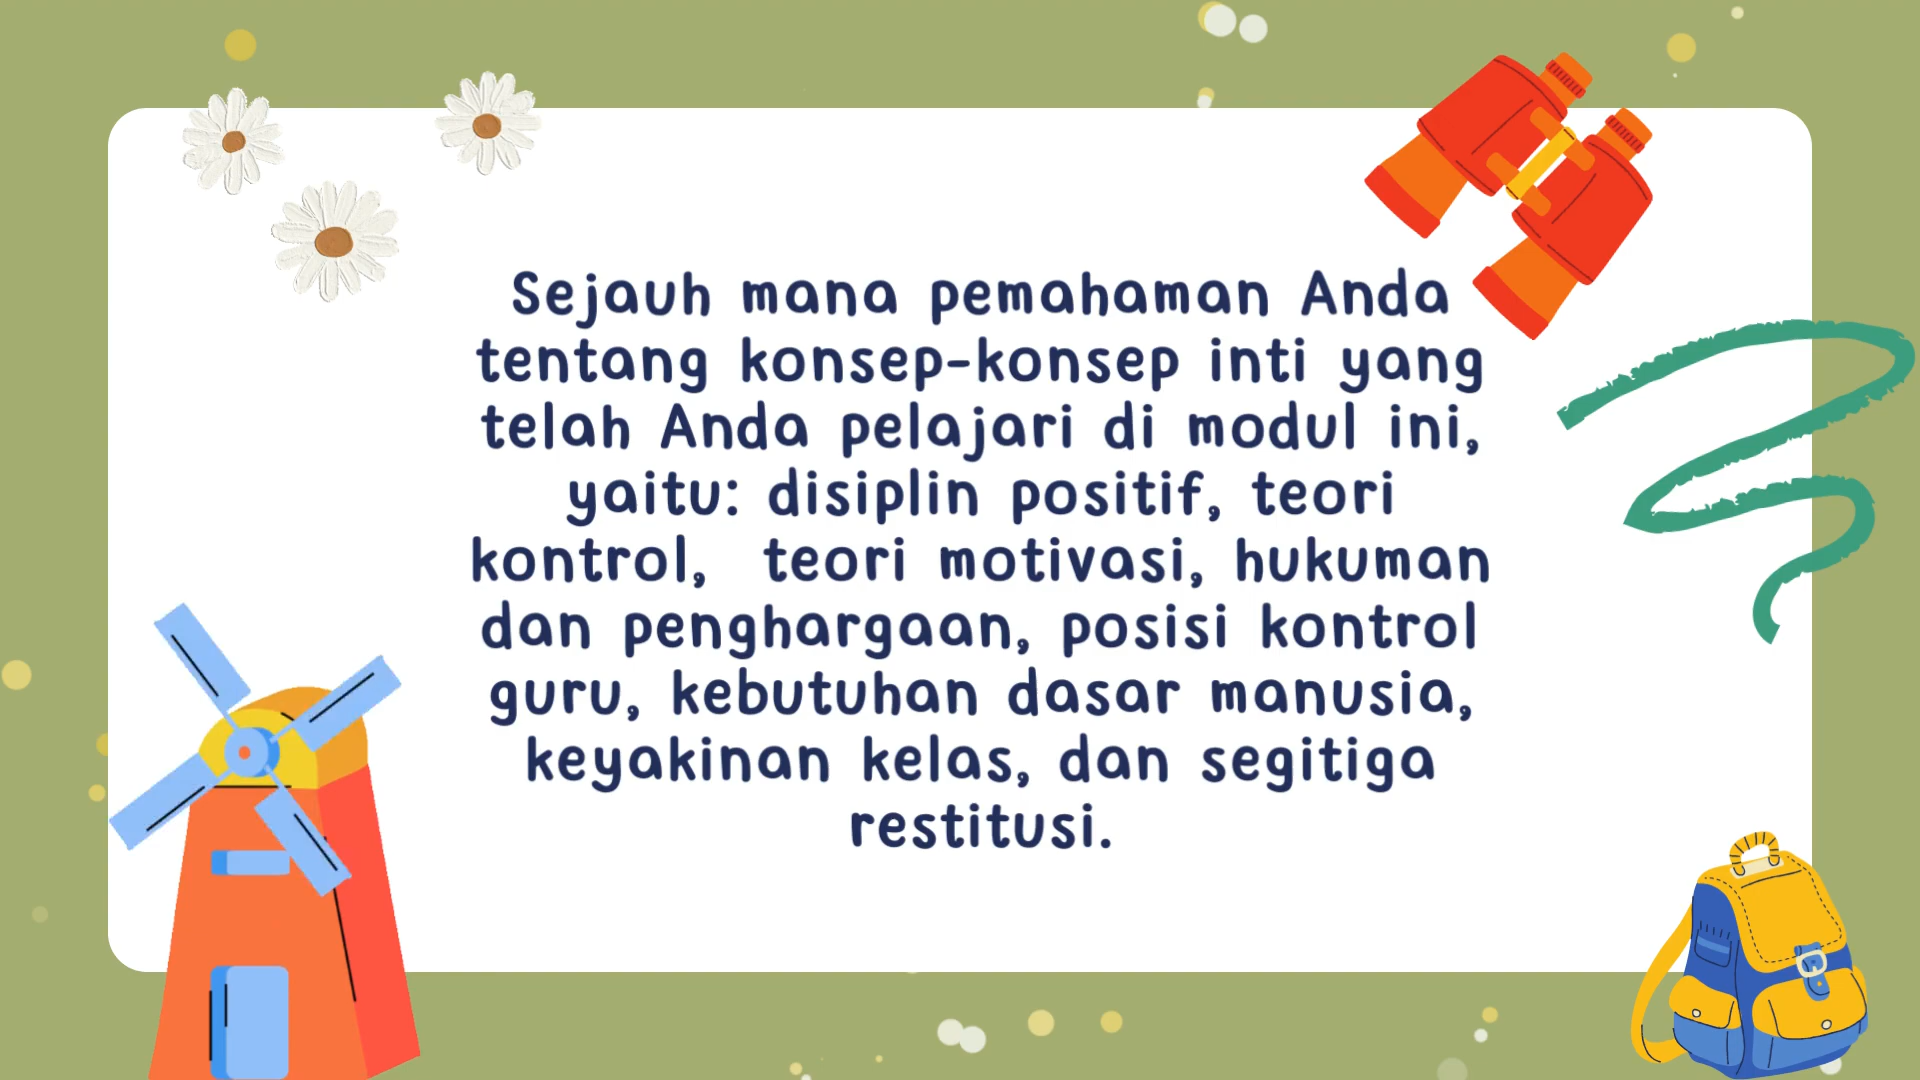 Sejauh mana pemahaman Anda
tentang konsep-konsep inti yang
telah Anda pelajari di modul ini,
yaitu: disiplin positif, teori
kontrol, teori motivasi, hukuman
dan penghargaan, posisi kontrol
guru, kebutuhan dasar manusia,
keyakinan kelas, dan segitiga
restitusi.